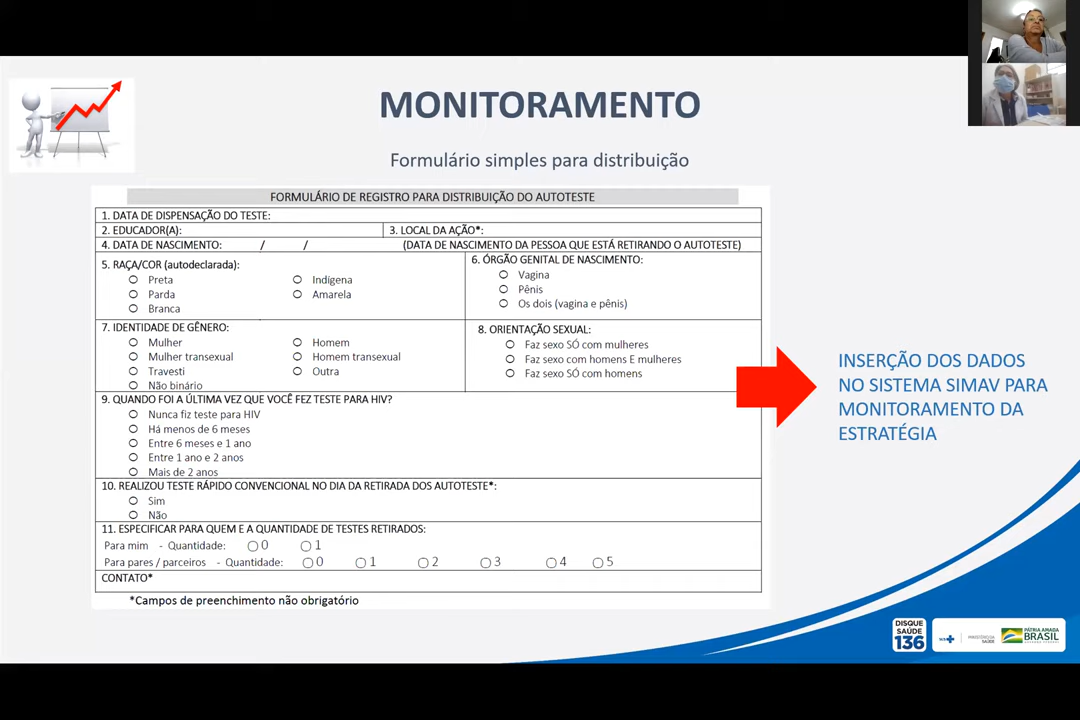 MONITORAMENTO
Formulário simples para distribuição
FORMULÁRIO DE REGISTRO PARA DISTRIBUIÇÃO DO AUTOTESTE
1. DATA DE DISPENSAÇÃO DO TESTE:
2. EDUCADOR(A):
3. LOCAL DA AÇÃO*:
4. DATA DE NASCIMENTO: / / (DATA DE NASCIMENTO DA PESSOA QUE ESTÁ RETIRANDO O AUTOTESTE)
5. RAÇA/COR (autodeclarada):
Preta
Parda
Branca
Indígena
Amarela
6. ÓRGÃO GENITAL DE NASCIMENTO:
Vagina
Pênis
Os dois (vagina e pênis)
7. IDENTIDADE DE GÊNERO:
Mulher
Mulher transexual
Travesti
Não binário
Homem
Homem transexual
Outra
8. ORIENTAÇÃO SEXUAL:
Faz sexo SÓ com mulheres
Faz sexo com homens E mulheres
Faz sexo SÓ com homens
9. QUANDO FOI A ÚLTIMA VEZ QUE VOCÊ FEZ TESTE PARA HIV?
Nunca fiz teste para HIV
Há menos de 6 meses
Entre 6 meses e 1 ano
Entre 1 ano e 2 anos
Mais de 2 anos
10. REALIZOU TESTE RÁPIDO CONVENCIONAL NO DIA DA RETIRADA DOS AUTOTESTE*:
Sim
Não
11. ESPECIFICAR PARA QUEM E A QUANTIDADE DE TESTES RETIRADOS:
Para mim - Quantidade: 0 1
Para pares / parceiros - Quantidade: 0 1 2 3 4 5
CONTATO*
*Campos de preenchimento não obrigatório
INSERÇÃO DOS DADOS
NO SISTEMA SIMAV PARA
MONITORAMENTO DA
ESTRATÉGIA
DISQUE
SAÚDE
136
SUS
MINISTÉRIO DA
SAÚDE
PÁTRIA AMADA
BRASIL